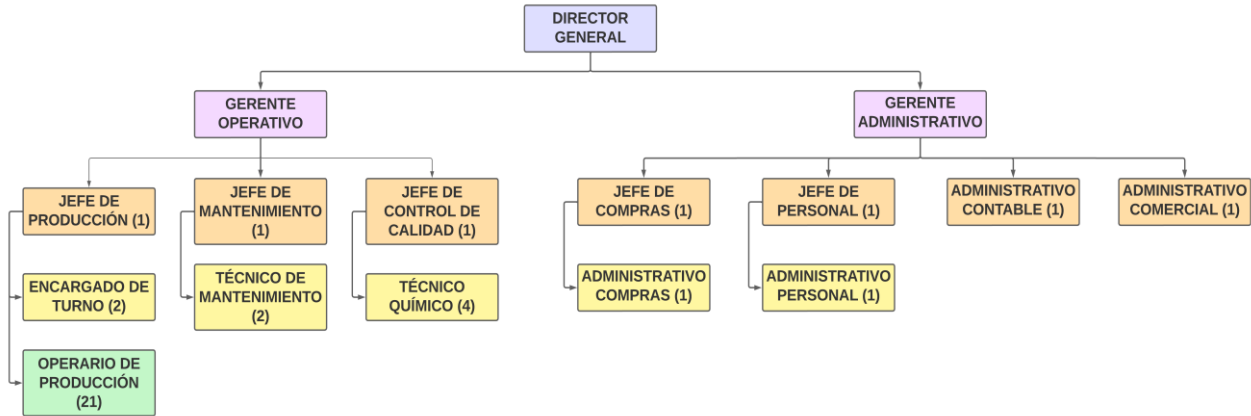 DIRECTOR
GENERAL
GERENTE
OPERATIVO
GERENTE
ADMINISTRATIVO
JEFE DE
PRODUCCIÓN (1)
JEFE DE
MANTENIMIENTO
(1)
JEFE DE
CONTROL DE
CALIDAD (1)
JEFE DE
COMPRAS (1)
JEFE DE
PERSONAL (1)
ADMINISTRATIVO
CONTABLE (1)
ADMINISTRATIVO
COMERCIAL (1)
ENCARGADO DE
TURNO (2)
TÉCNICO DE
MANTENIMIENTO
(2)
TÉCNICO
QUÍMICO (4)
ADMINISTRATIVO
COMPRAS (1)
ADMINISTRATIVO
PERSONAL (1)
OPERARIO DE
PRODUCCIÓN
(21)